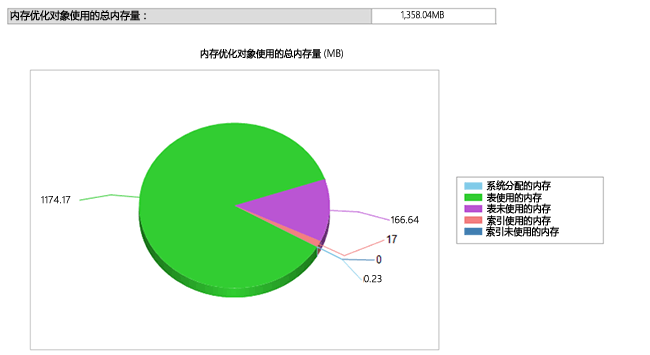 内存优化对象使用的总内存量：
1,358.04MB
内存优化对象使用的总内存量 (MB)
1174.17
166.64
17
0
0.23
系统分配的内存
表使用的内存
表未使用的内存
索引使用的内存
索引未使用的内存